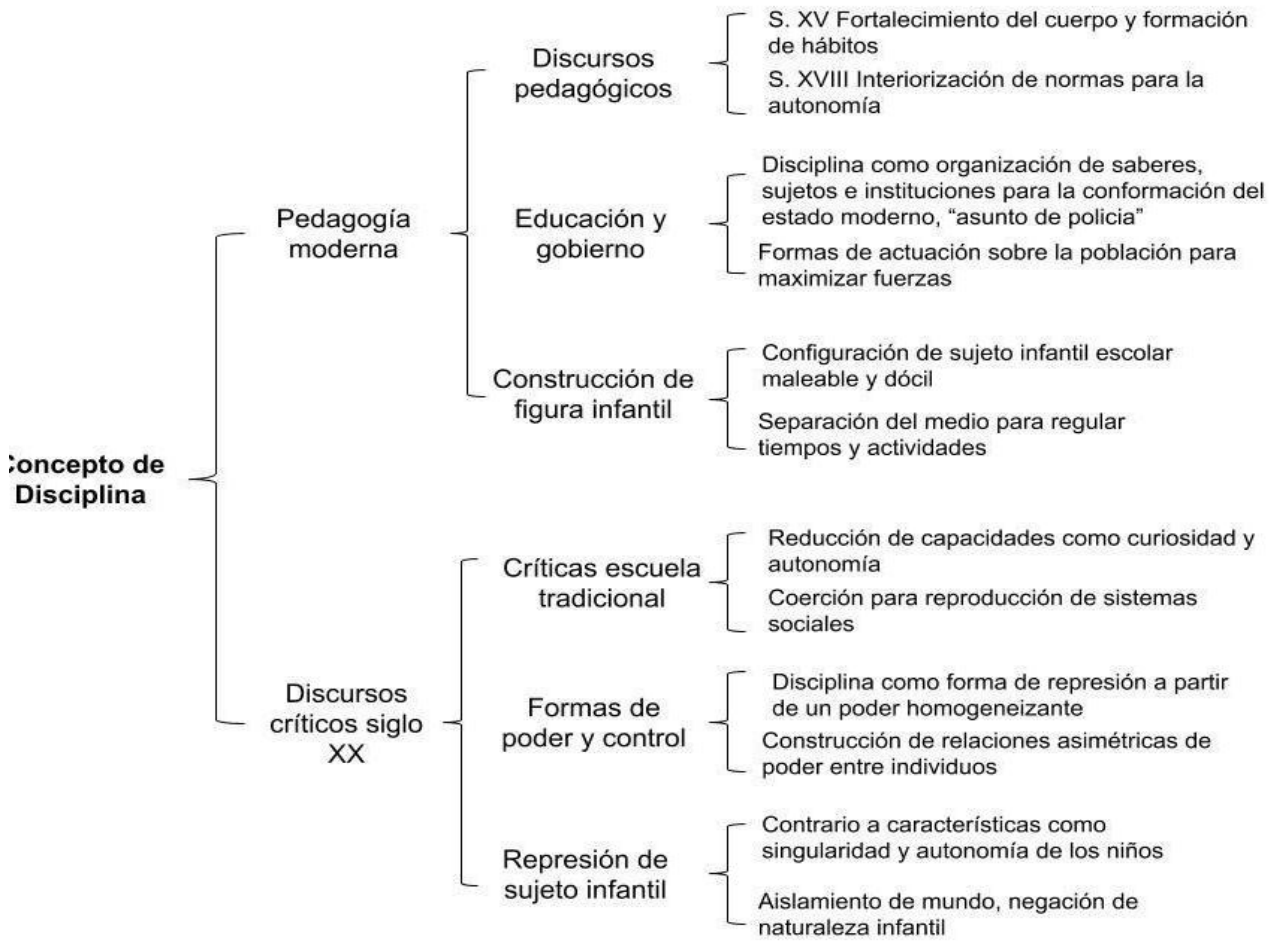 S. XV Fortalecimiento del cuerpo y formación
de hábitos
Discursos
pedagógicos
S. XVIII Interiorización de normas para la
autonomía
Disciplina como organización de saberes,
sujetos e instituciones para la conformación del
estado moderno, “asunto de policia”
Pedagogía
moderna
Educación y
gobierno
Formas de actuación sobre la población para
maximizar fuerzas
Configuración de sujeto infantil escolar
maleable y dócil
Construcción de
figura infantil
Separación del medio para regular
tiempos y actividades
Concepto de
Disciplina
Reducción de capacidades como curiosidad y
autonomía
Críticas escuela
tradicional
Coerción para reproducción de sistemas
sociales
Discursos
críticos siglo
XX
Disciplina como forma de represión a partir
de un poder homogeneizante
Formas de
poder y control
Construcción de relaciones asimétricas de
poder entre individuos
Contrario a características como
singularidad y autonomía de los niños
Represión de
sujeto infantil
Aislamiento de mundo, negación de
naturaleza infantil